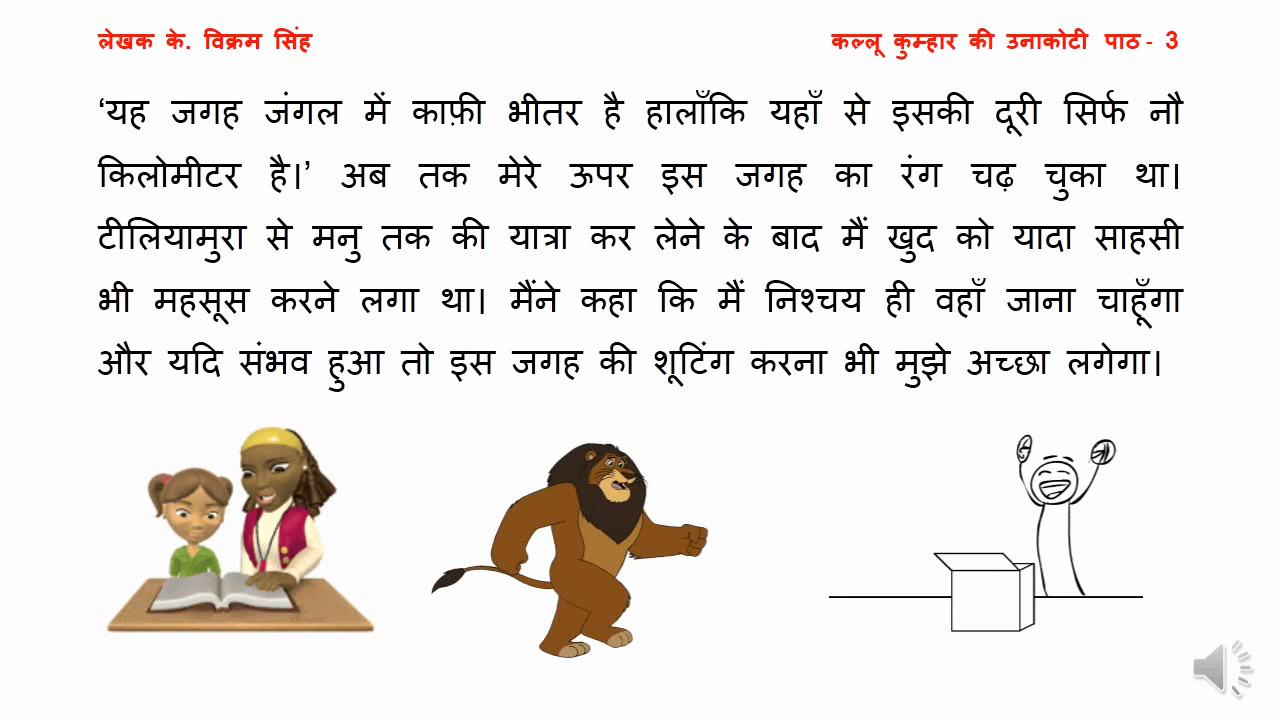 लेखक के. विक्रम सिंह
कल्लू कुम्हार की उनाकोटी पाठ - 3
‘यह जगह जंगल में काफ़ी भीतर है हालाँकि यहाँ से इसकी दूरी सिर्फ नौ
किलोमीटर है।’ अब तक मेरे ऊपर इस जगह का रंग चढ़ चुका था।
टीलियामुरा से मनु तक की यात्रा कर लेने के बाद मैं खुद को यादा साहसी
भी महसूस करने लगा था। मैंने कहा कि मैं निश्चय ही वहाँ जाना चाहूँगा
और यदि संभव हुआ तो इस जगह की शूटिंग करना भी मुझे अच्छा लगेगा।